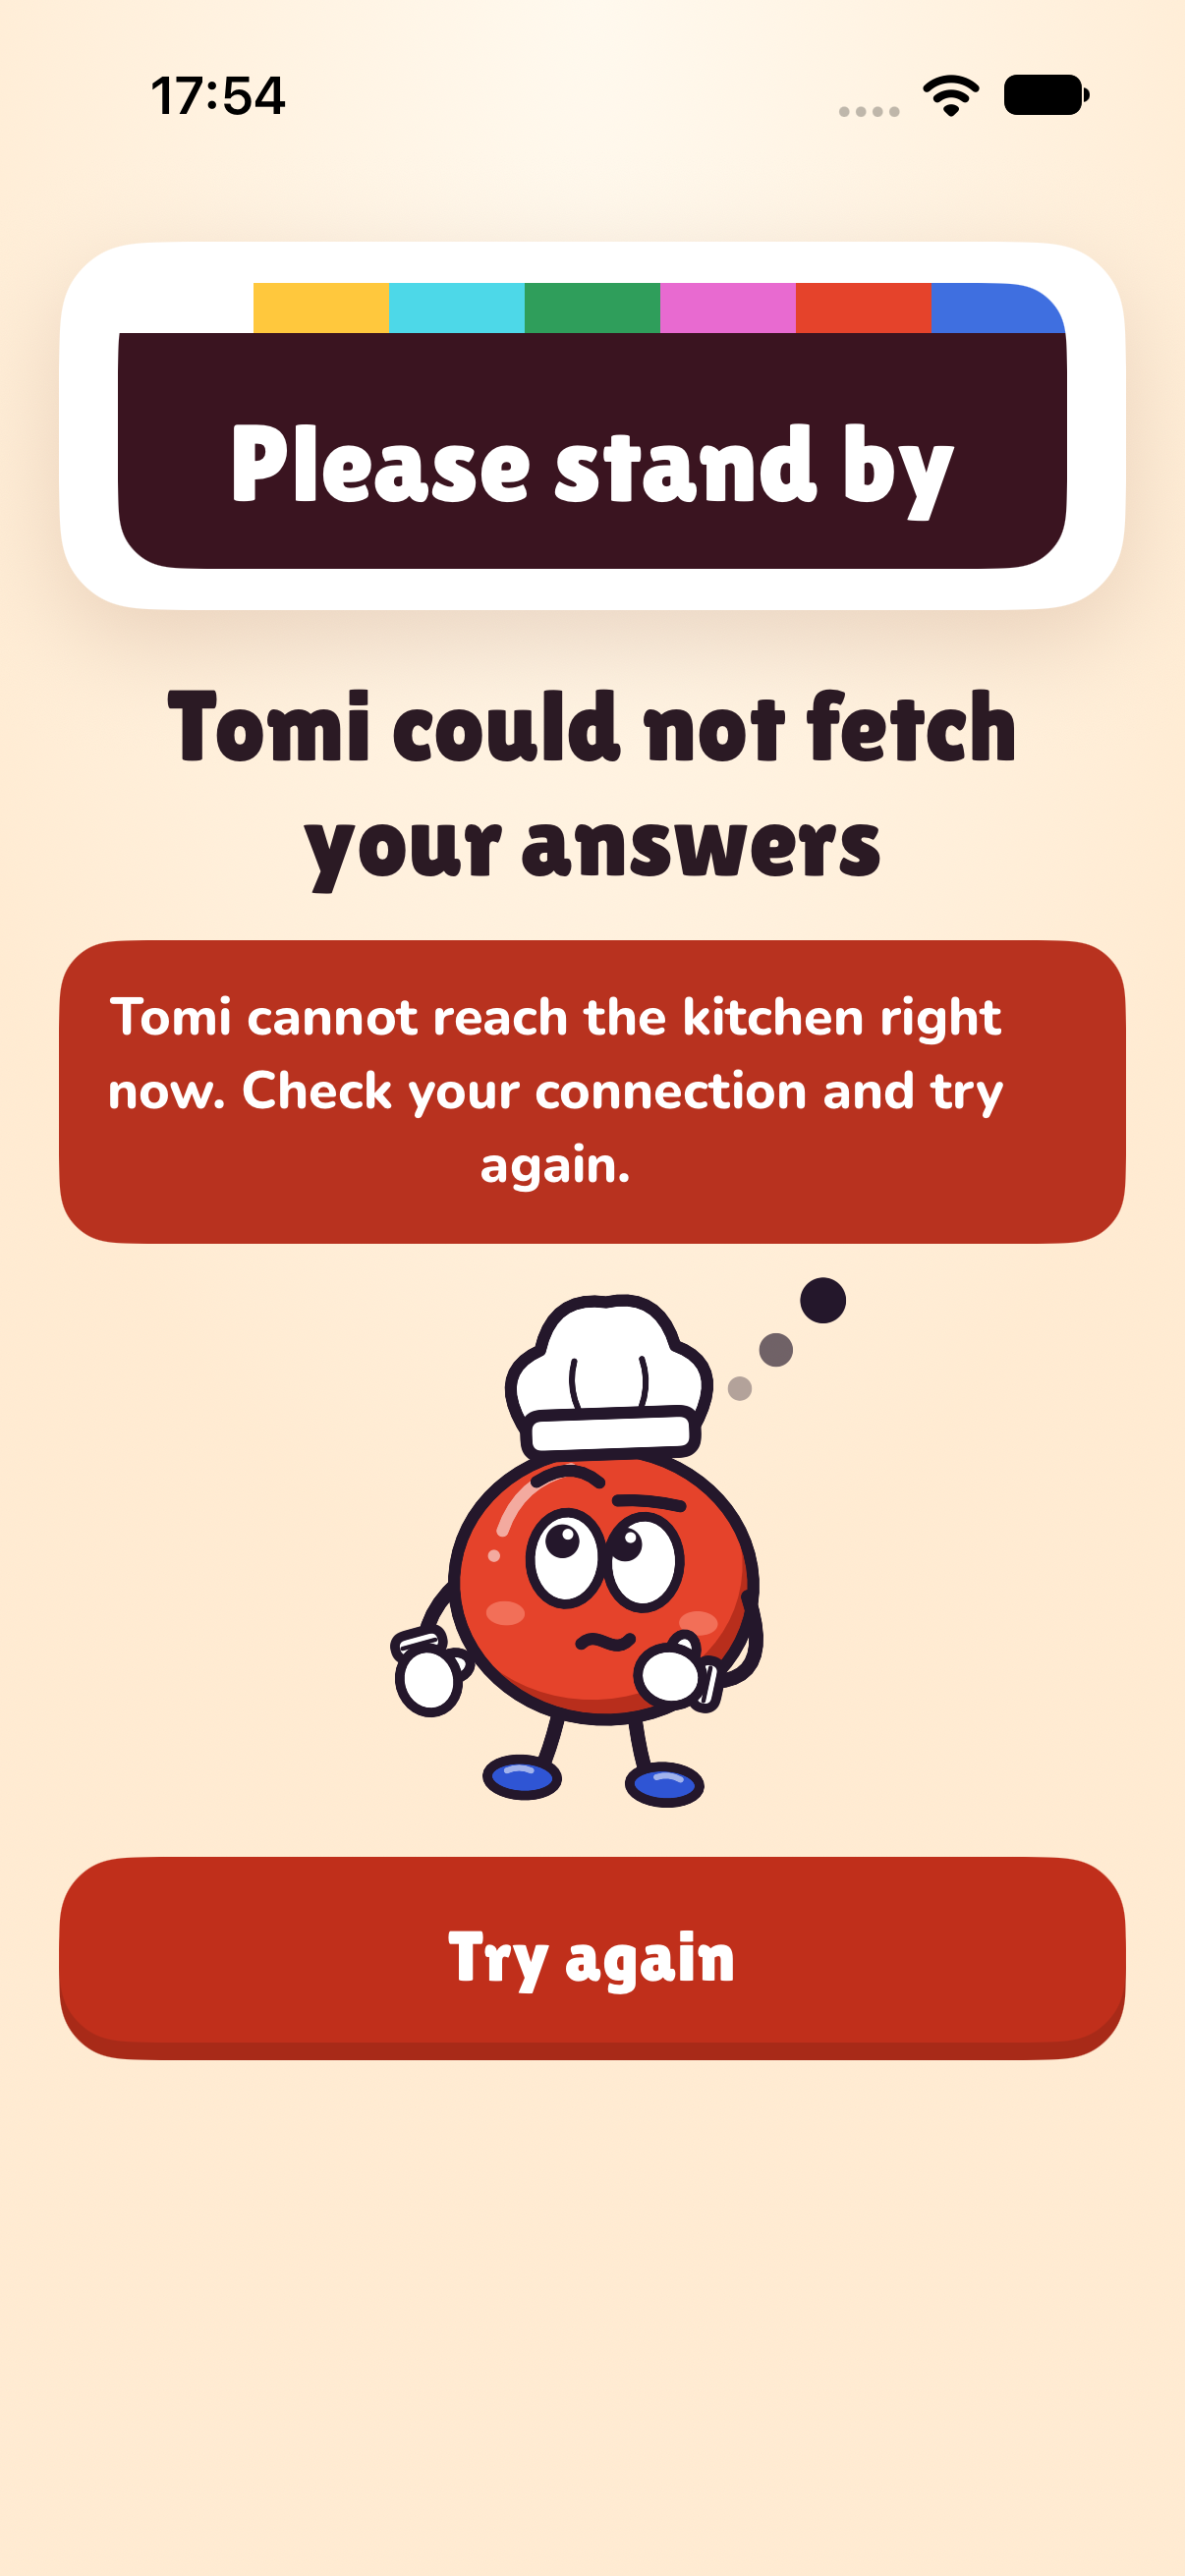 17:54
Please stand by
Tomi could not fetch
your answers
Tomi cannot reach the kitchen right
now. Check your connection and try
again.
Try again